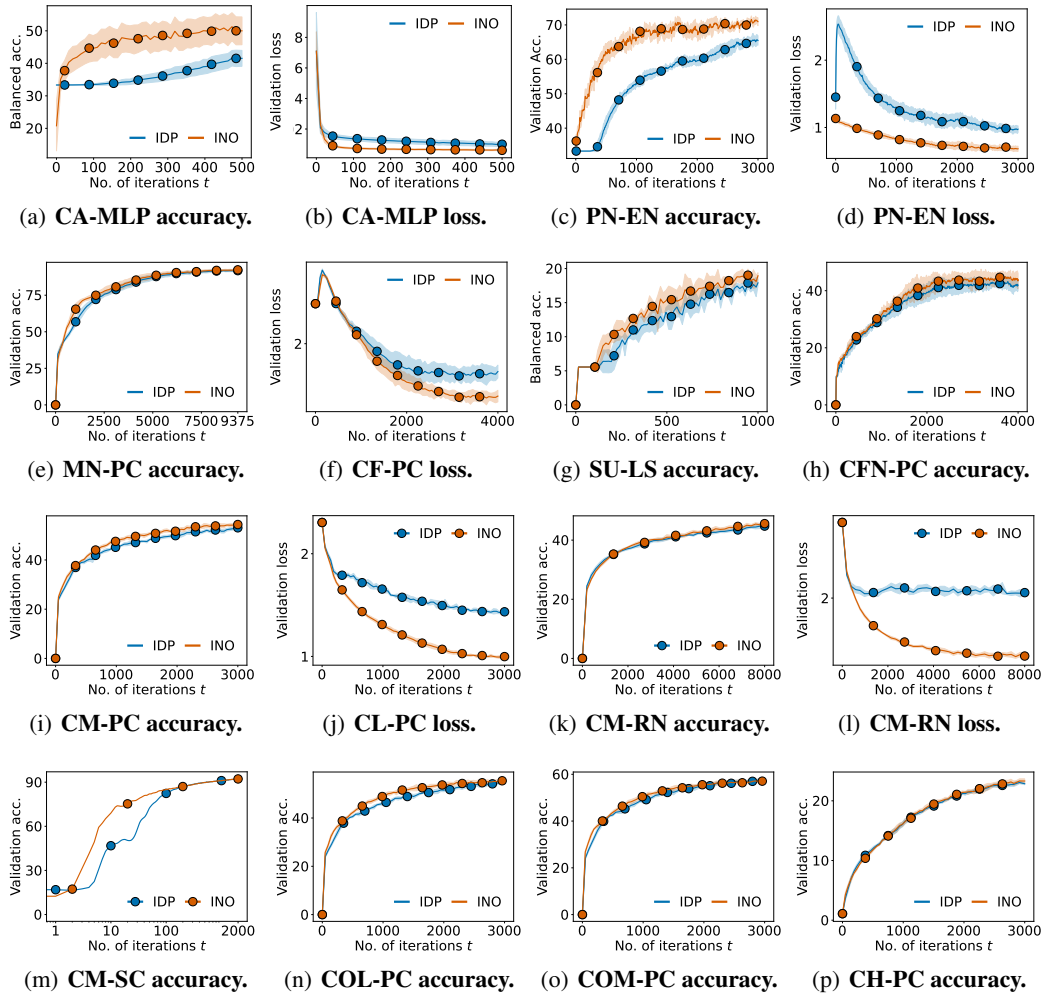 50
40
30
20
Balanced acc.
IDP INO
0 100 200 300 400 500
No. of iterations t
(a) CA-MLP accuracy.
8
6
4
2
Validation loss
IDP INO
0 100 200 300 400 500
No. of iterations t
(b) CA-MLP loss.
70
60
50
40
Validation Acc.
IDP INO
0 1000 2000 3000
No. of iterations t
(c) PN-EN accuracy.
2
1
Validation loss
IDP INO
0 1000 2000 3000
No. of iterations t
(d) PN-EN loss.
75
50
25
0
Validation acc.
IDP INO
0 2500 5000 7500 9375
No. of iterations t
(e) MN-PC accuracy.
2
Validation loss
IDP INO
0 2000 4000
No. of iterations t
(f) CF-PC loss.
20
15
10
5
0
Balanced acc.
IDP INO
0 200 400 600 800 1000
No. of iterations t
(g) SU-LS accuracy.
40
20
0
Validation acc.
IDP INO
0 1000 2000 3000 4000
No. of iterations t
(h) CFN-PC accuracy.
40
20
0
Validation acc.
IDP INO
0 1000 2000 3000
No. of iterations t
(i) CM-PC accuracy.
2
1
Validation loss
IDP INO
0 1000 2000 3000
No. of iterations t
(j) CL-PC loss.
40
20
0
Validation acc.
IDP INO
0 2000 4000 6000 8000
No. of iterations t
(k) CM-RN accuracy.
2
Validation loss
IDP INO
0 2000 4000 6000 8000
No. of iterations t
(l) CM-RN loss.
90
60
30
0
Validation acc.
IDP INO
1 10 100 2000
No. of iterations t
(m) CM-SC accuracy.
40
20
0
Validation acc.
IDP INO
0 1000 2000 3000
No. of iterations t
(n) COL-PC accuracy.
60
40
20
0
Validation acc.
IDP INO
0 1000 2000 3000
No. of iterations t
(o) COM-PC accuracy.
20
10
0
Validation acc.
IDP INO
0 1000 2000 3000
No. of iterations t
(p) CH-PC accuracy.